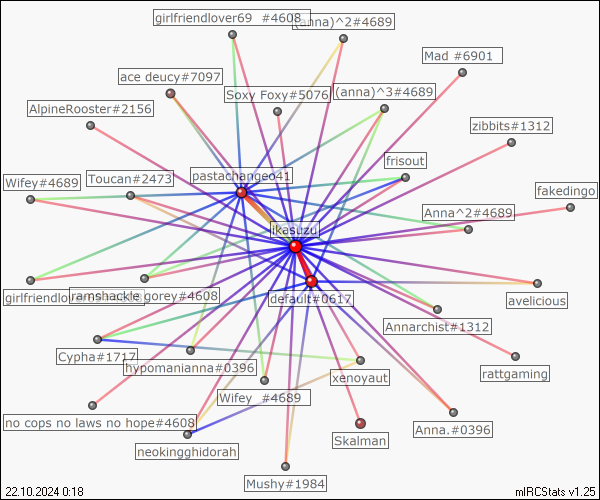 girlfriendlover69 #4608
(anna)^2#4689
Mad #6901
ace deucy#7097
Soxy Foxy#5076
(anna)^3#4689
AlpineRooster#2156
zibbits#1312
frisout
pastachangeo41
Toucan#2473
Wifey#4689
fakedingo
Anna^2#4689
ikasuzu
girlfriendlover
ramshackle gorey#4608
default#0617
avelicious
Annarchist#1312
Cypha#1717
hypomanianna#0396
xenoyaut
rattgaming
Wifey #4689
no cops no laws no hope#4608
Anna.#0396
Skalman
neokingghidorah
Mushy#1984
22.10.2024 0:18
mIRCStats v1.25